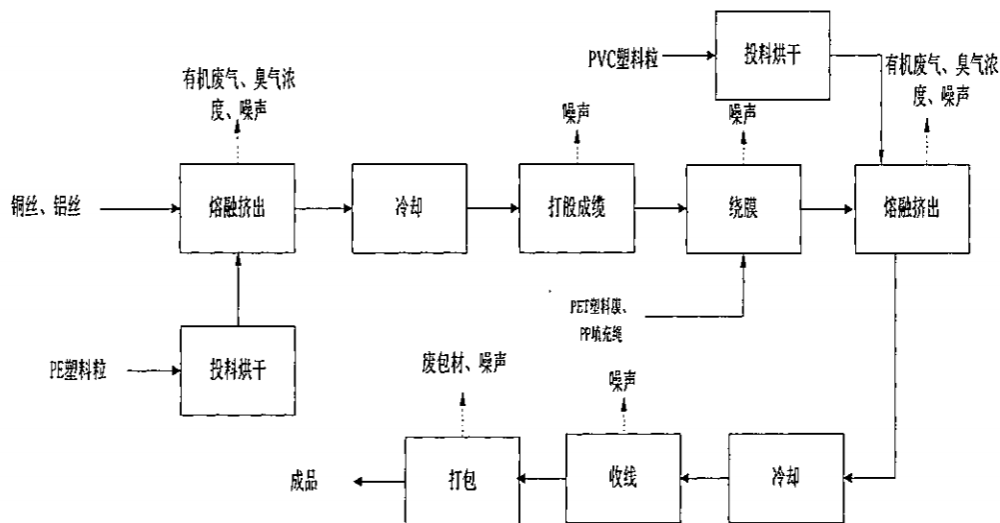 PVC塑料粒
投料烘干
有机废气、臭气浓
度、噪声
有机废气、臭气浓
度、噪声
噪声
噪声
铜丝、铝丝
熔融挤出
冷却
打股成缆
绕膜
熔融挤出
PET塑料膜、
PP填充绳
PE塑料粒
投料烘干
废包材、噪声
噪声
成品
打包
收线
冷却